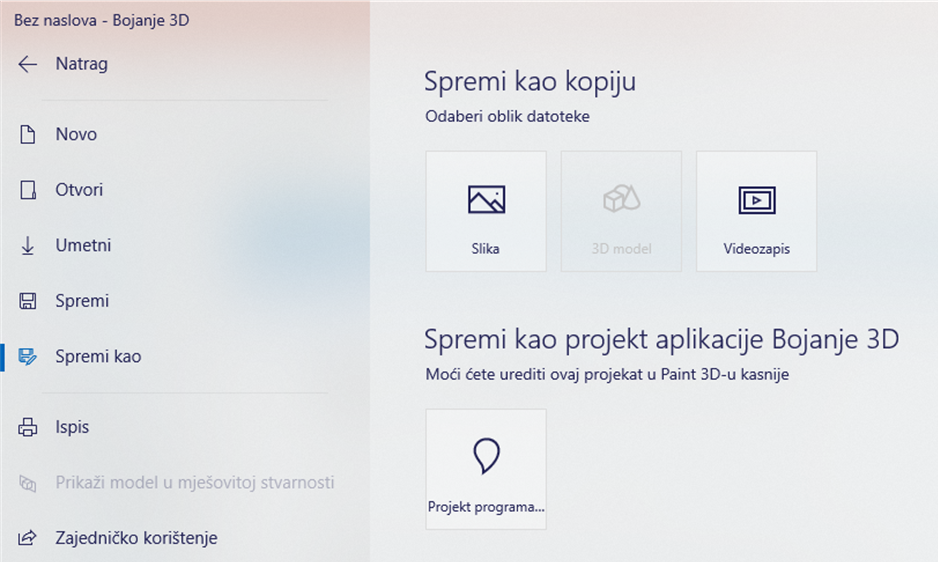 Bez naslova - Bojanje 3D
Natrag
Novo
Otvori
Umetni
Spremi
Spremi kao
Ispis
Prikaži model u mješovitoj stvarnosti
Zajedničko korištenje
Spremi kao kopiju
Odaberi oblik datoteke
Slika
3D model
Videozapis
Spremi kao projekt aplikacije Bojanje 3D
Moći ćete urediti ovaj projekat u Paint 3D-u kasnije
Projekt programa...